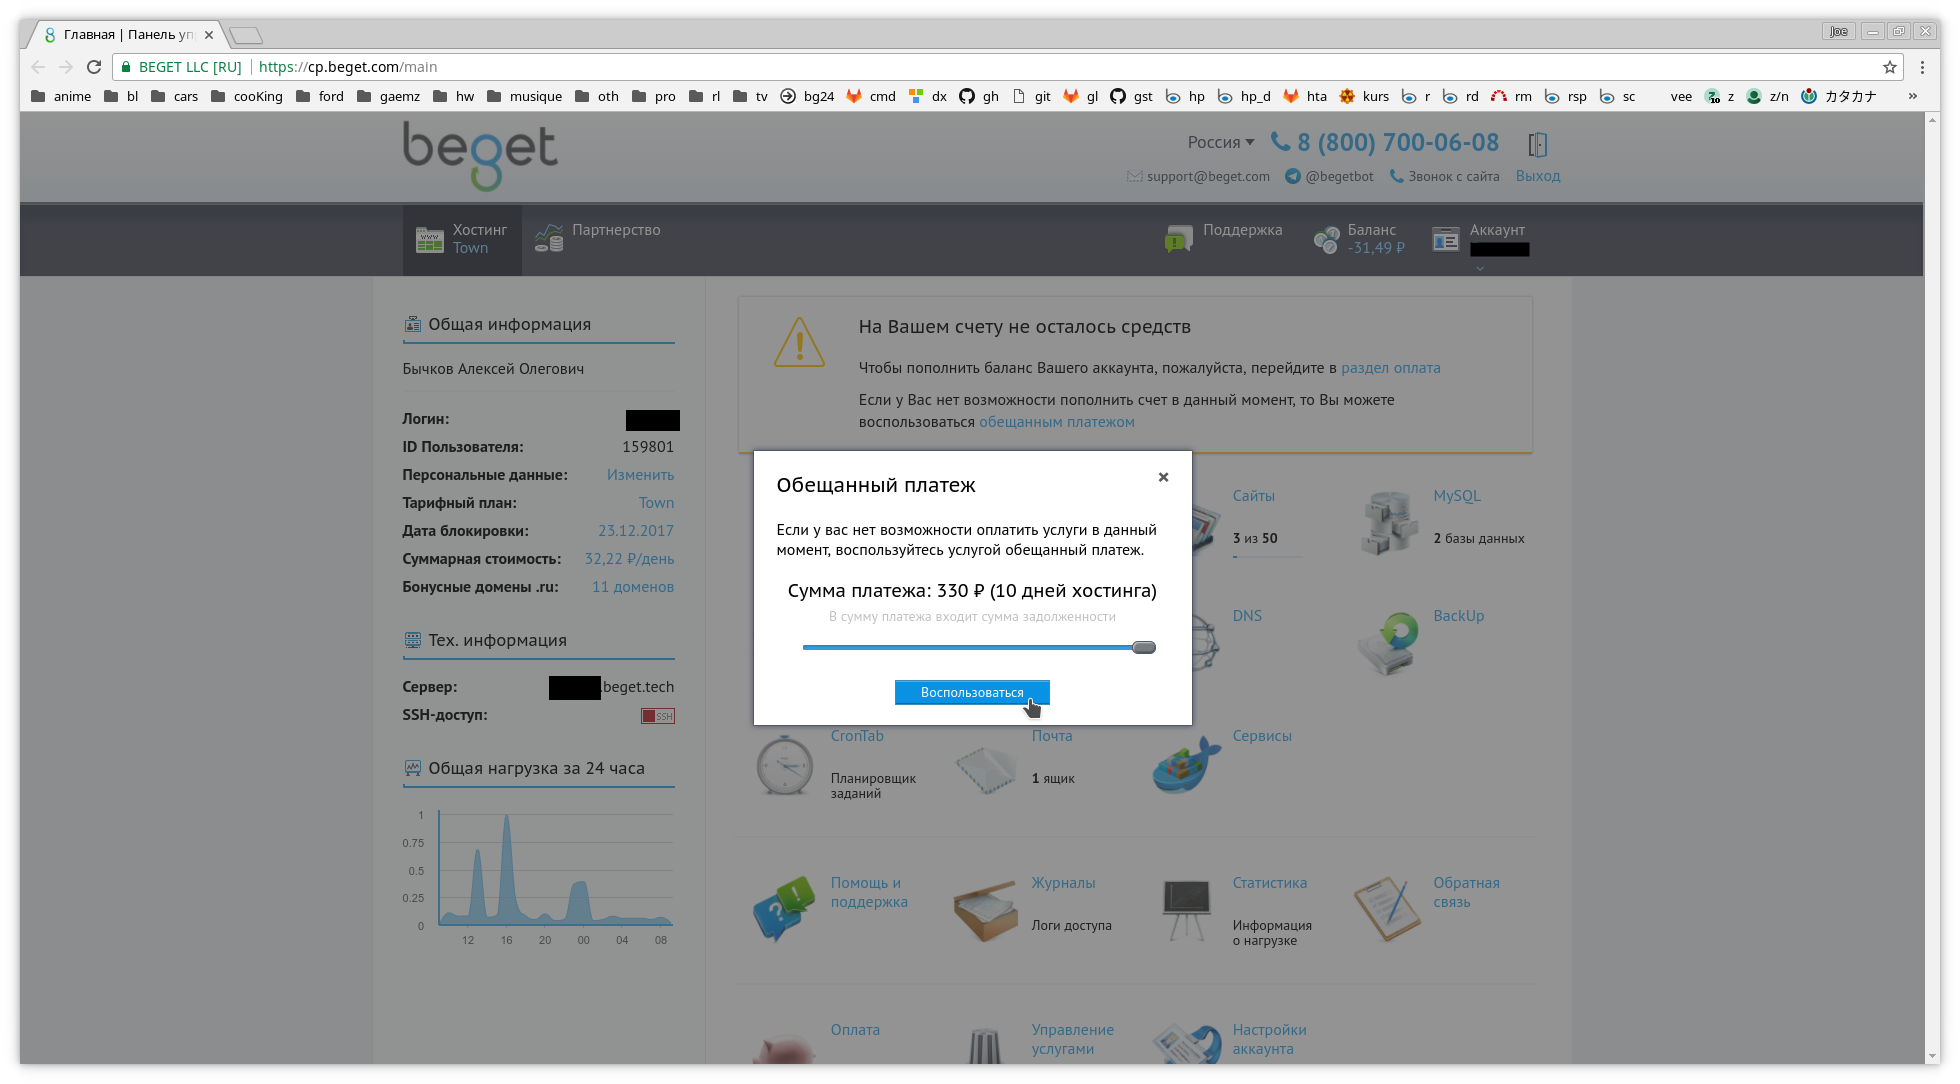 Главная | Панель уп
Joe
BEGET LLC [RU] https://cp.beget.com/main
anime bl cars cooKing ford gaemz hw musique oth pro rl tv bg24 cmd dx gh git gl gst hp hp_d hta kurs r rd rm rsp sc vee z z/n カタカナ »
beget
Россия 8 (800) 700-06-08
support@beget.com @begetbot Звонок с сайта Выход
Хостинг
Town
Партнерство
Поддержка
Баланс
-31,49 ₽
Аккаунт
Общая информация
Бычков Алексей Олегович
Логин:
ID Пользователя: 159801
Персональные данные: Изменить
Тарифный план: Town
Дата блокировки: 23.12.2017
Суммарная стоимость: 32,22 ₽/день
Бонусные домены .ru: 11 доменов
Тех. информация
Сервер: .beget.tech
SSH-доступ: SSH
Общая нагрузка за 24 часа
1
0.75
0.5
0.25
0
12 16 20 00 04 08
На Вашем счету не осталось средств
Чтобы пополнить баланс Вашего аккаунта, пожалуйста, перейдите в раздел оплата
Если у Вас нет возможности пополнить счет в данный момент, то Вы можете
воспользоваться обещанным платежом
Обещанный платеж
Если у вас нет возможности оплатить услуги в данный
момент, воспользуйтесь услугой обещанный платеж.
Сумма платежа: 330 ₽ (10 дней хостинга)
В сумму платежа входит сумма задолженности
Воспользоваться
Сайты
3 из 50
MySQL
2 базы данных
DNS
BackUp
CronTab
Планировщик
заданий
Почта
1 ящик
Сервисы
Помощь и
поддержка
Журналы
Логи доступа
Статистика
Информация
о нагрузке
Обратная
связь
Оплата
Управление
услугами
Настройки
аккаунта